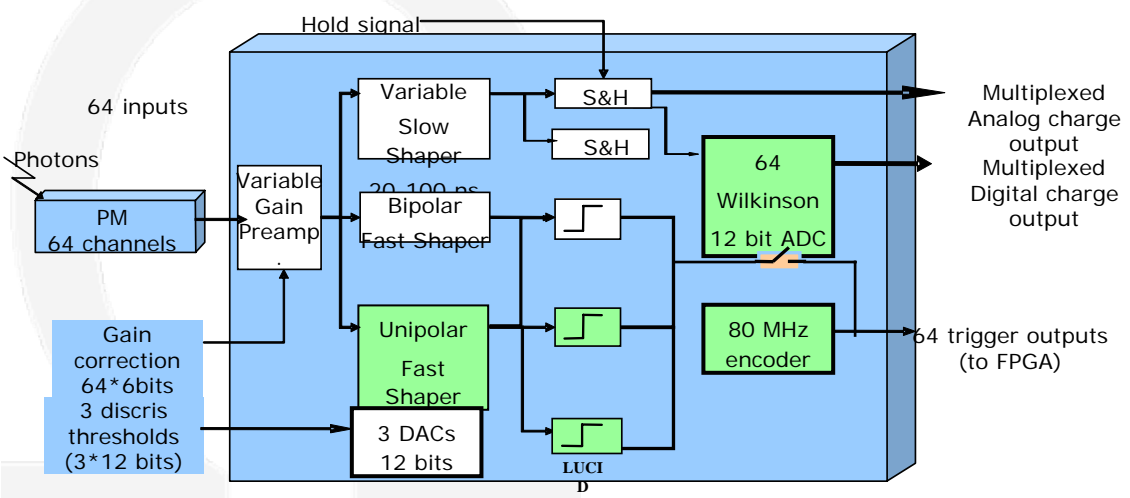 Hold signal
64 inputs
Photons
PM
64 channels
Variable
Gain
Preamp
.
Gain
correction
64*6bits
3 discris
thresholds
(3*12 bits)
Variable
Slow
Shaper
20-100 ns
Bipolar
Fast Shaper
Unipolar
Fast
Shaper
3 DACs
12 bits
S&H
S&H
LUCI
D
64
Wilkinson
12 bit ADC
80 MHz
encoder
Multiplexed
Analog charge
output
Multiplexed
Digital charge
output
64 trigger outputs
(to FPGA)